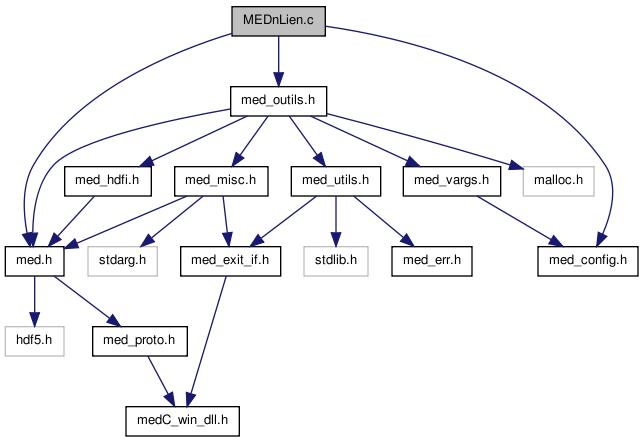 MEDnLien.c
med_outils.h
med_hdfi.h
med_misc.h
med_utils.h
med_vargs.h
malloc.h
med.h
stdarg.h
med_exit_if.h
stdlib.h
med_err.h
med_config.h
hdf5.h
med_proto.h
medC_win_dll.h